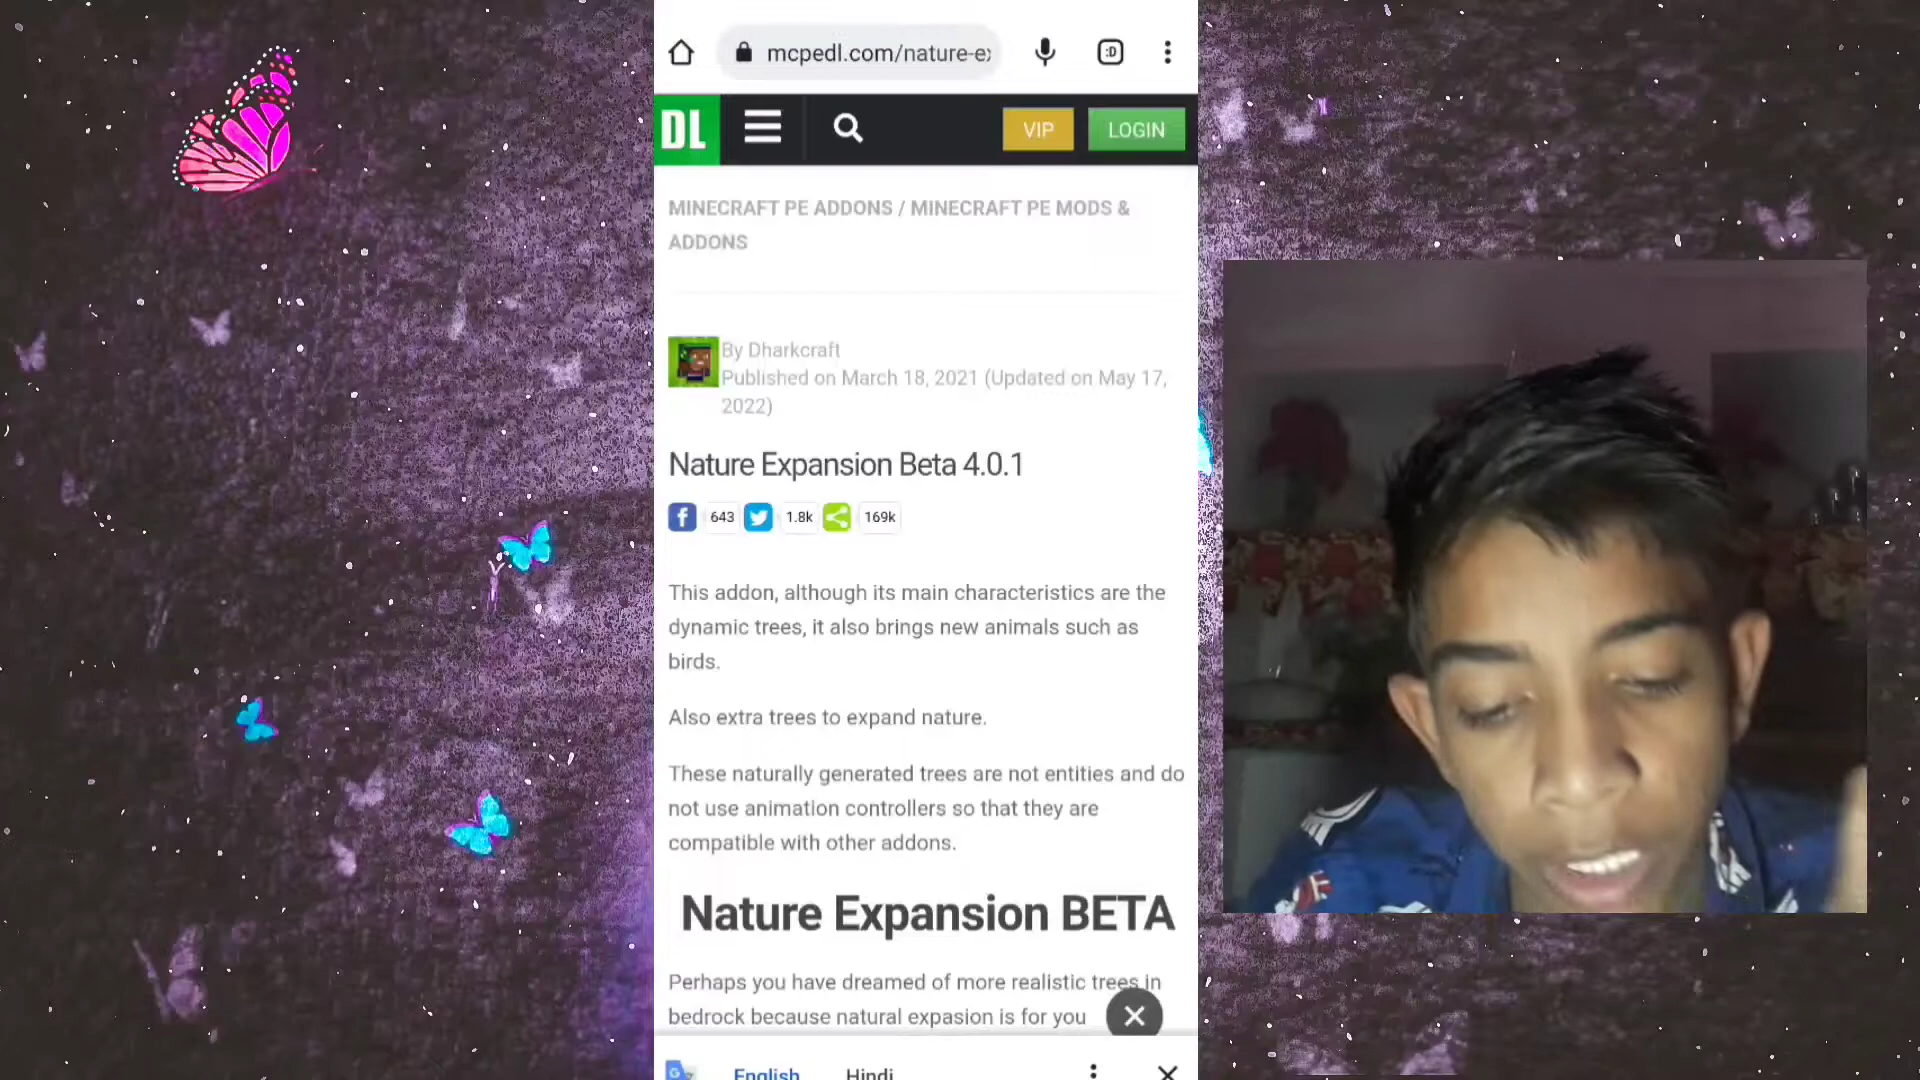 mcpedl.com/nature-e
:D
DL
VIP
LOGIN
MINECRAFT PE ADDONS / MINECRAFT PE MODS &
ADDONS
By Dharkcraft
Published on March 18, 2021 (Updated on May 17,
2022)
Nature Expansion Beta 4.0.1
643
1.8k
169k
This addon, although its main characteristics are the
dynamic trees, it also brings new animals such as
birds.
Also extra trees to expand nature.
These naturally generated trees are not entities and do
not use animation controllers so that they are
compatible with other addons.
Nature Expansion BETA
Perhaps you have dreamed of more realistic trees in
bedrock because natural expasion is for you
English
Hindi